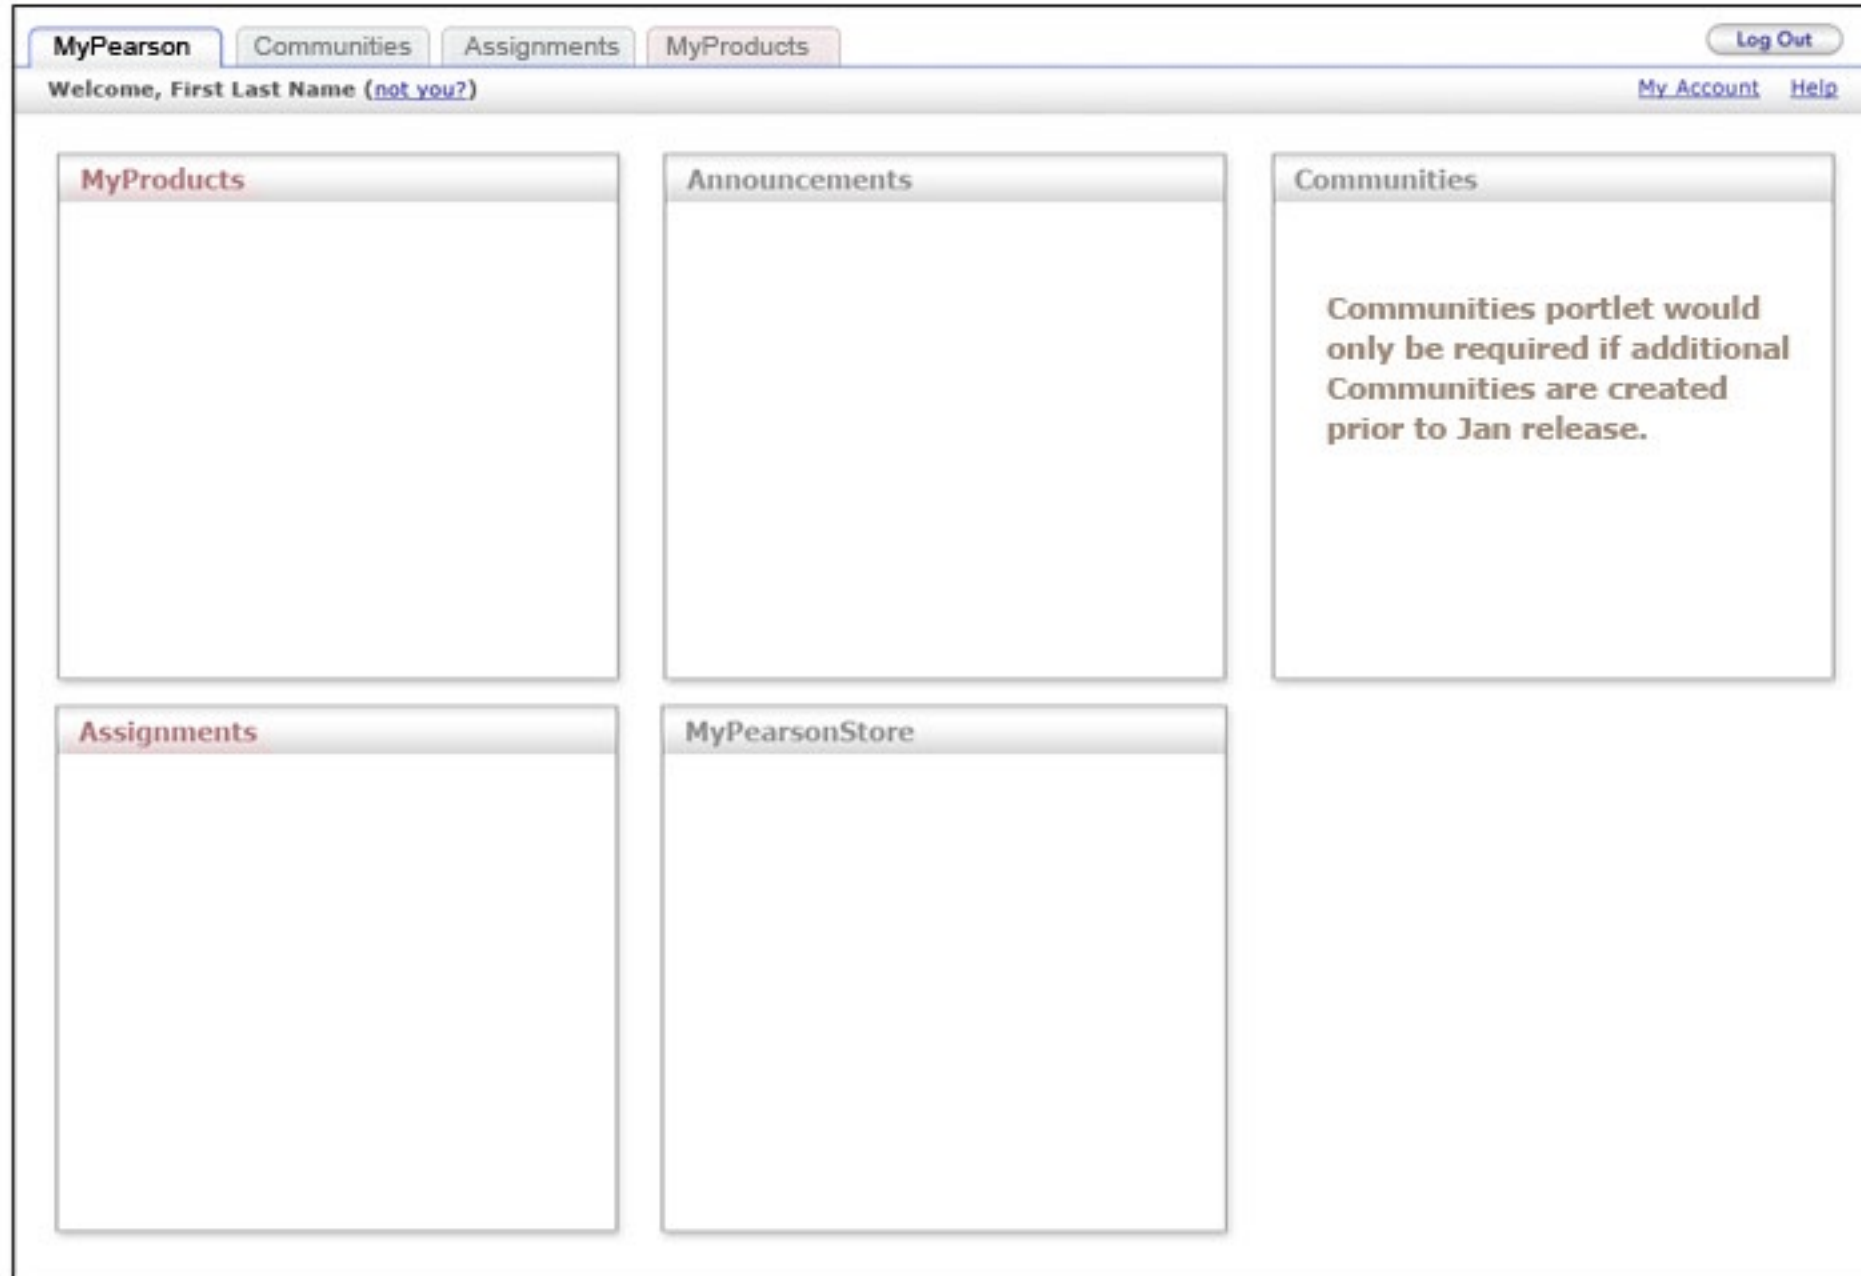 MyPearson Communities Assignments MyProducts Log Out
Welcome, First Last Name (not you?) My Account Help
MyProducts Announcements Communities
Communities portlet would
only be required if additional
Communities are created
prior to Jan release.
Assignments MyPearsonStore